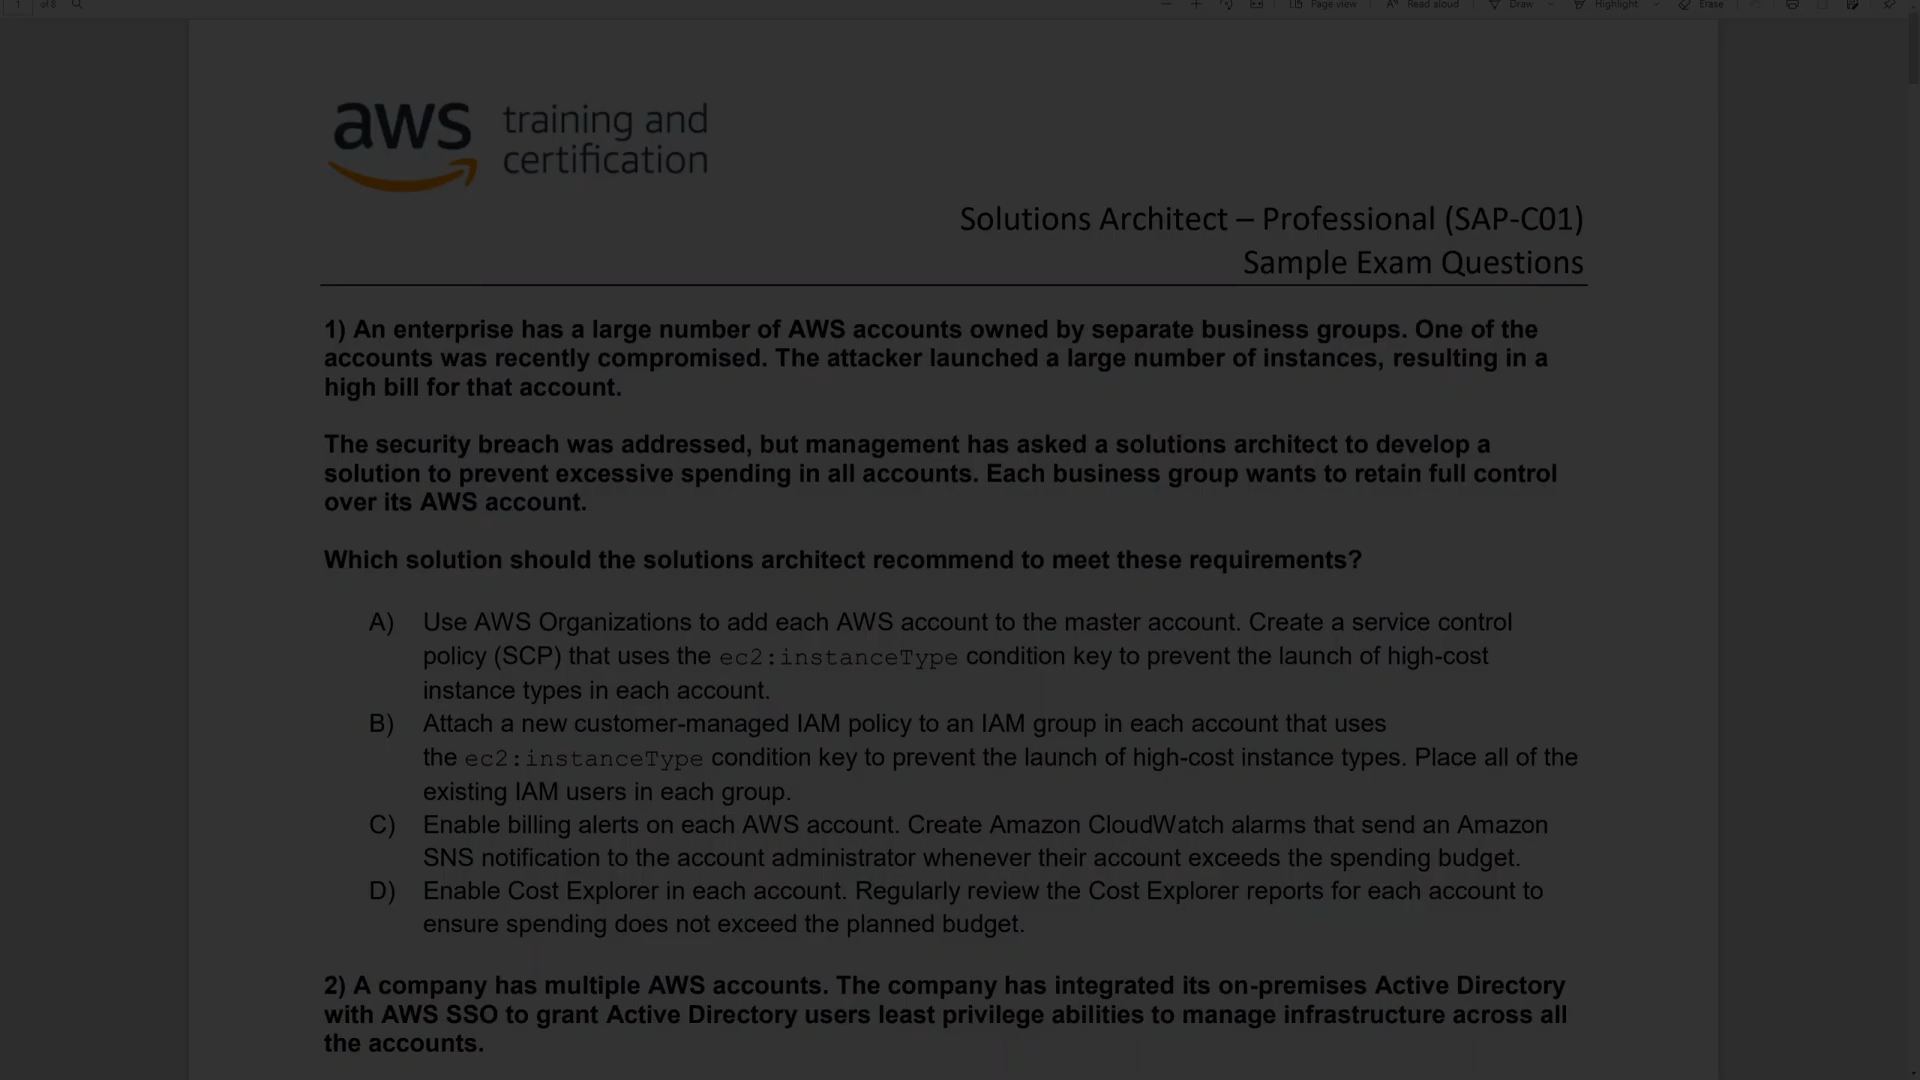 1 of 8 Page view Read aloud Draw Highlight Erase
aws training and
certification
Solutions Architect – Professional (SAP-C01)
Sample Exam Questions
1) An enterprise has a large number of AWS accounts owned by separate business groups. One of the
accounts was recently compromised. The attacker launched a large number of instances, resulting in a
high bill for that account.
The security breach was addressed, but management has asked a solutions architect to develop a
solution to prevent excessive spending in all accounts. Each business group wants to retain full control
over its AWS account.
Which solution should the solutions architect recommend to meet these requirements?
A) Use AWS Organizations to add each AWS account to the master account. Create a service control
policy (SCP) that uses the ec2:instanceType condition key to prevent the launch of high-cost
instance types in each account.
B) Attach a new customer-managed IAM policy to an IAM group in each account that uses
the ec2:instanceType condition key to prevent the launch of high-cost instance types. Place all of the
existing IAM users in each group.
C) Enable billing alerts on each AWS account. Create Amazon CloudWatch alarms that send an Amazon
SNS notification to the account administrator whenever their account exceeds the spending budget.
D) Enable Cost Explorer in each account. Regularly review the Cost Explorer reports for each account to
ensure spending does not exceed the planned budget.
2) A company has multiple AWS accounts. The company has integrated its on-premises Active Directory
with AWS SSO to grant Active Directory users least privilege abilities to manage infrastructure across all
the accounts.